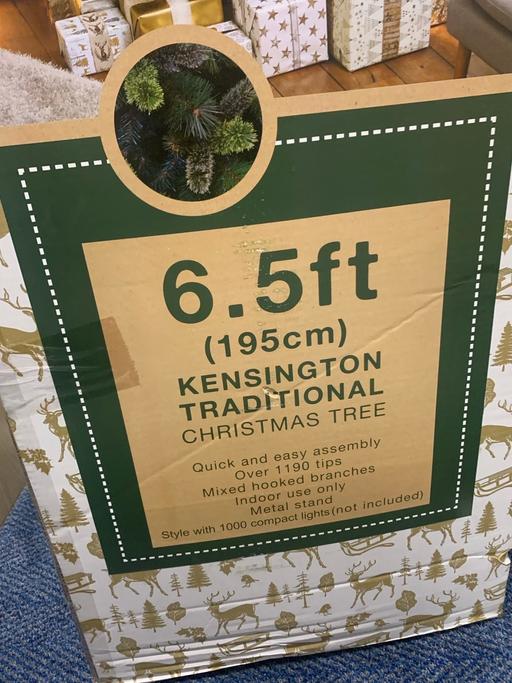 6.5ft
(195cm)
KENSINGTON
TRADITIONAL
CHRISTMAS TREE
Quick and easy assembly
Over 1190 tips
Mixed hooked branches
Indoor use only
Metal stand
Style with 1000 compact lights(not included)